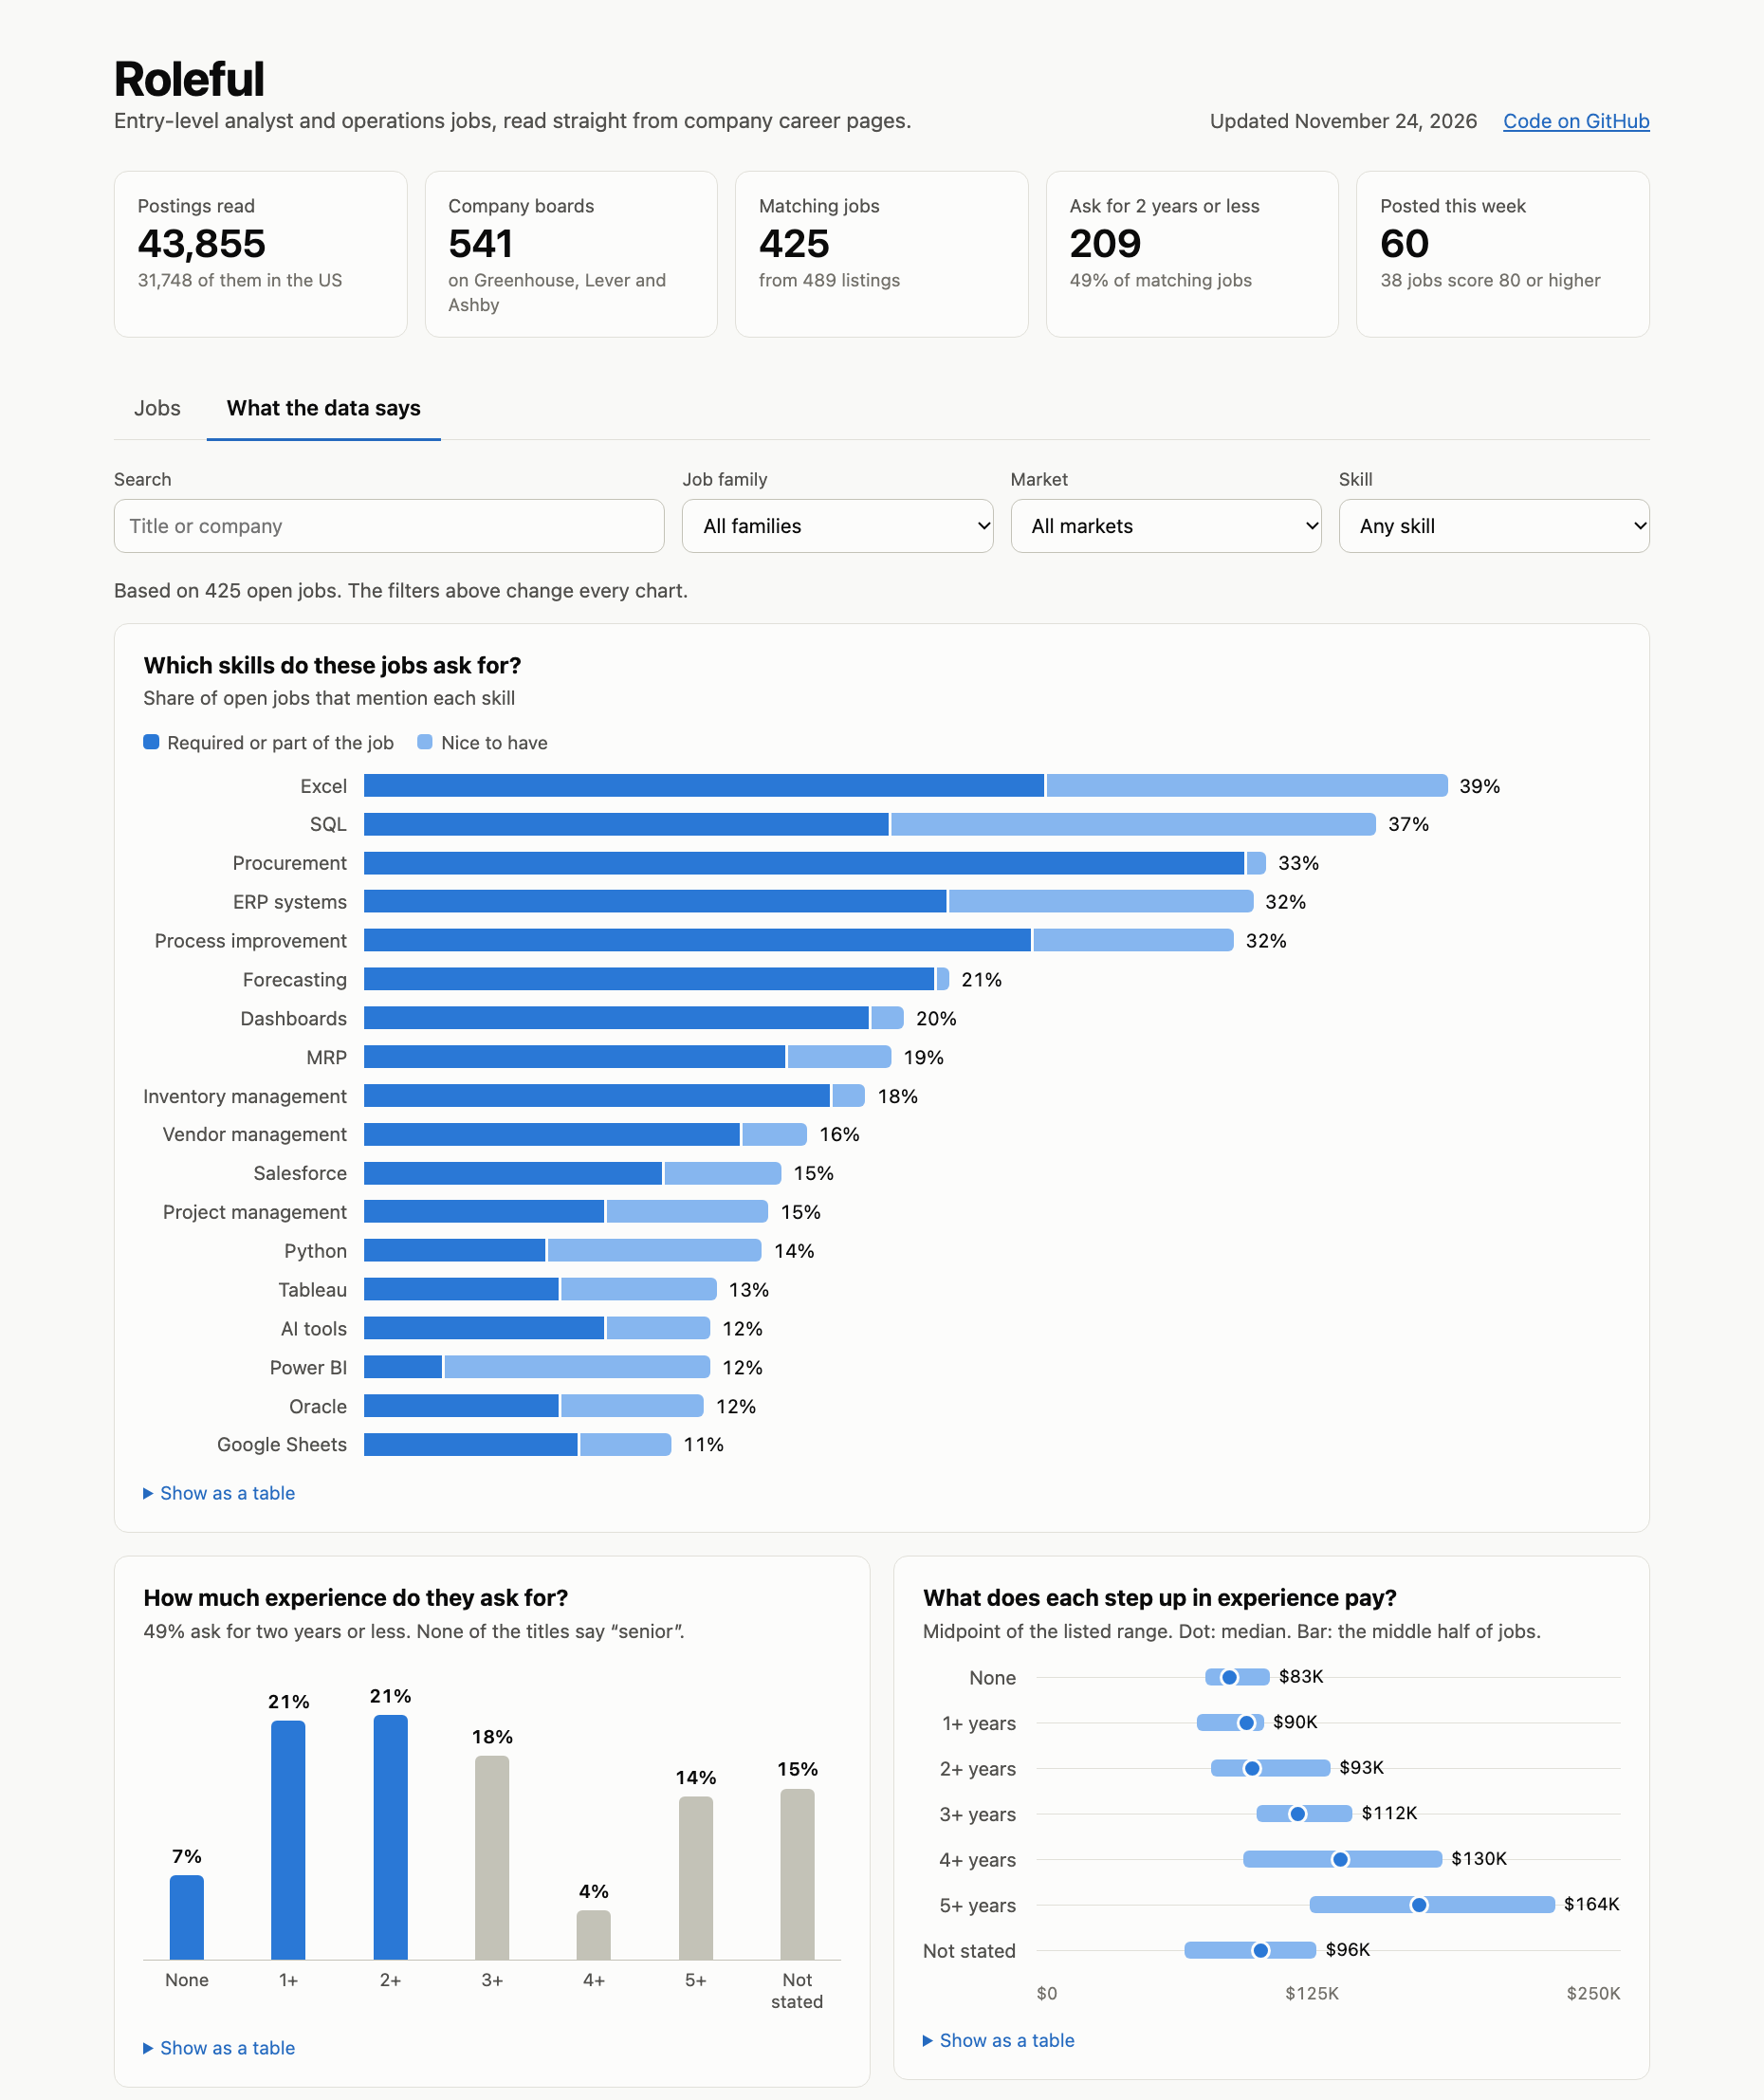 Roleful
Entry-level analyst and operations jobs, read straight from company career pages.
Updated November 24, 2026 Code on GitHub
Postings read
43,855
31,748 of them in the US
Company boards
541
on Greenhouse, Lever and
Ashby
Matching jobs
425
from 489 listings
Ask for 2 years or less
209
49% of matching jobs
Posted this week
60
38 jobs score 80 or higher
Jobs
What the data says
Search
Title or company
Job family
All families
Market
All markets
Skill
Any skill
Based on 425 open jobs. The filters above change every chart.
Which skills do these jobs ask for?
Share of open jobs that mention each skill
Required or part of the job Nice to have
Excel 39%
SQL 37%
Procurement 33%
ERP systems 32%
Process improvement 32%
Forecasting 21%
Dashboards 20%
MRP 19%
Inventory management 18%
Vendor management 16%
Salesforce 15%
Project management 15%
Python 14%
Tableau 13%
AI tools 12%
Power BI 12%
Oracle 12%
Google Sheets 11%
Show as a table
How much experience do they ask for?
49% ask for two years or less. None of the titles say “senior”.
7% 21% 21% 18% 4% 14% 15%
None 1+ 2+ 3+ 4+ 5+ Not
stated
Show as a table
What does each step up in experience pay?
Midpoint of the listed range. Dot: median. Bar: the middle half of jobs.
None $83K
1+ years $90K
2+ years $93K
3+ years $112K
4+ years $130K
5+ years $164K
Not stated $96K
$0 $125K $250K
Show as a table